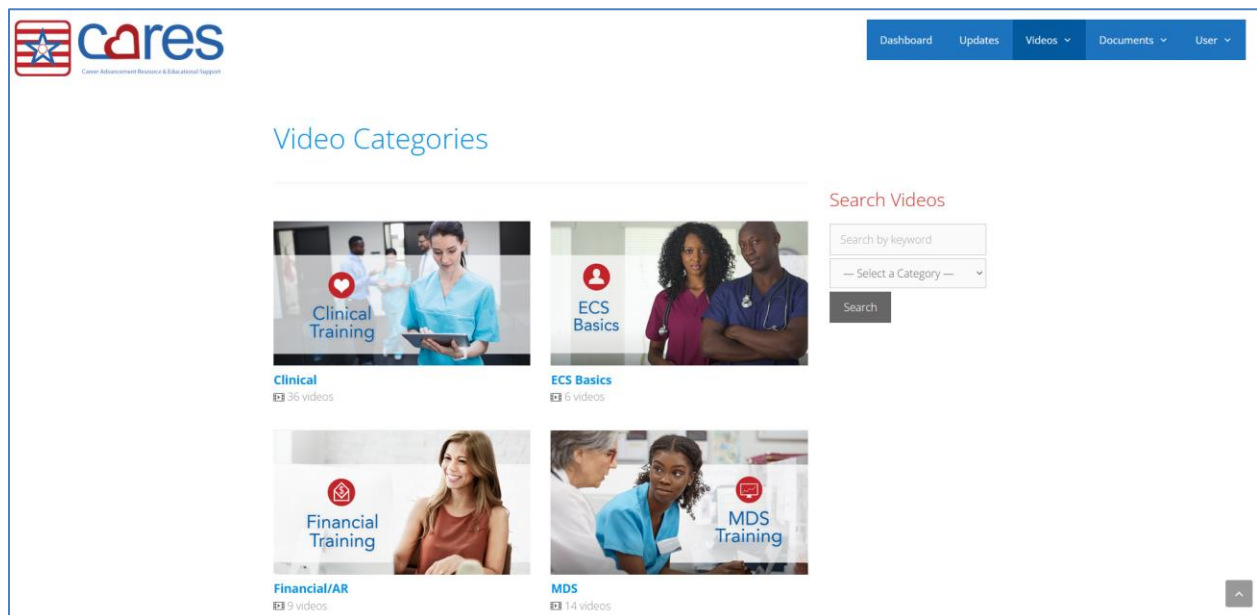 cares
Career Advancement Resource & Educational Support
Dashboard
Updates
Videos
Documents
User
Video Categories
Search Videos
Search by keyword
— Select a Category —
Search
Clinical
Training
Clinical
36 videos
ECS
Basics
ECS Basics
6 videos
Financial
Training
Financial/AR
9 videos
MDS
Training
MDS
14 videos